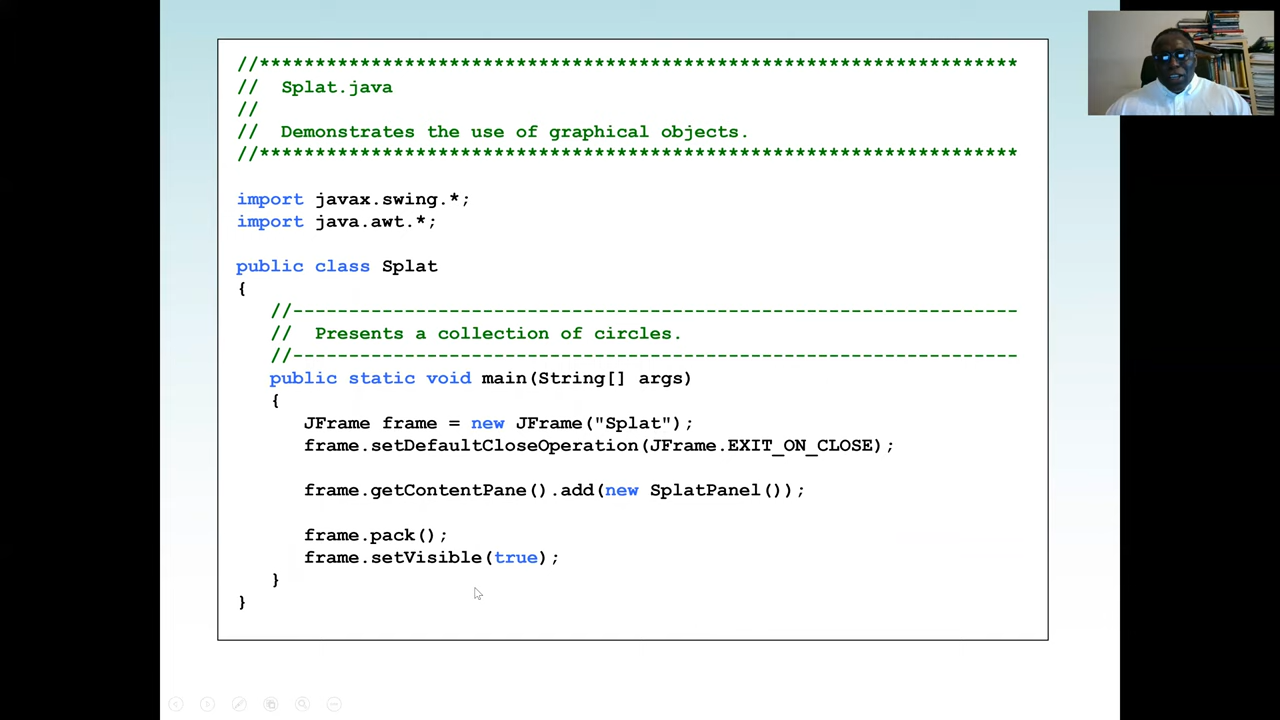 //********************************************************************
//  Splat.java
//
//  Demonstrates the use of graphical objects.
//********************************************************************
import javax.swing.*;
import java.awt.*;
public class Splat
{
//-----------------------------------------------------------------
//  Presents a collection of circles.
//-----------------------------------------------------------------
public static void main(String[] args)
{
JFrame frame = new JFrame("Splat");
frame.setDefaultCloseOperation(JFrame.EXIT_ON_CLOSE);
frame.getContentPane().add(new SplatPanel());
frame.pack();
frame.setVisible(true);
}
}